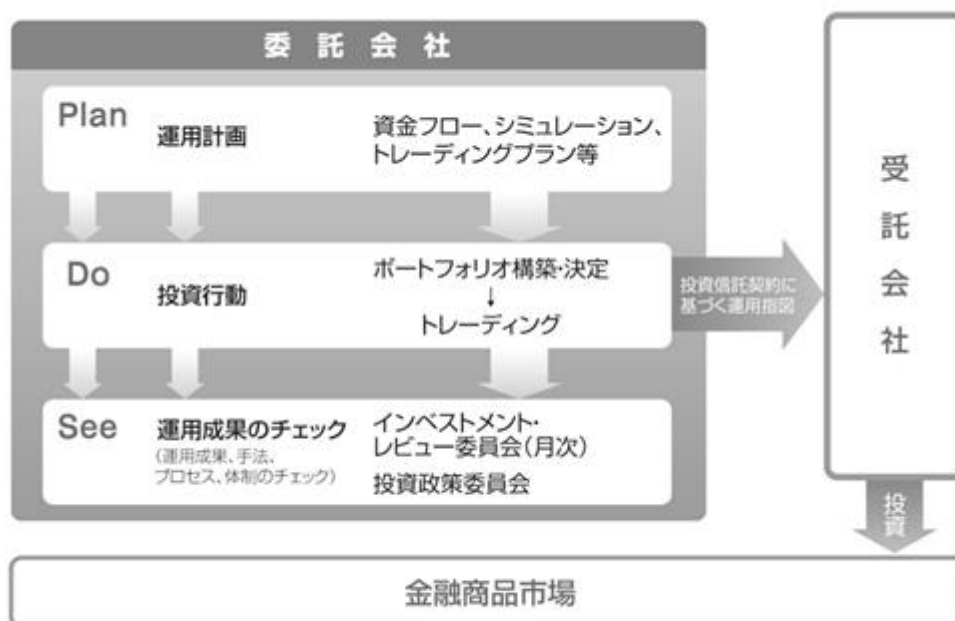 委託会社
Plan
運用計画
資金フロー、シミュレーション、
トレーディングプラン等
Do
投資行動
ポートフォリオ構築・決定
↓
トレーディング
投資信託契約に
基づく運用指図
See
運用成果のチェック
(運用成果、手法、
プロセス、体制のチェック)
インベストメント・
レビュー委員会(月次)
投資政策委員会
受託会社
投資
金融商品市場